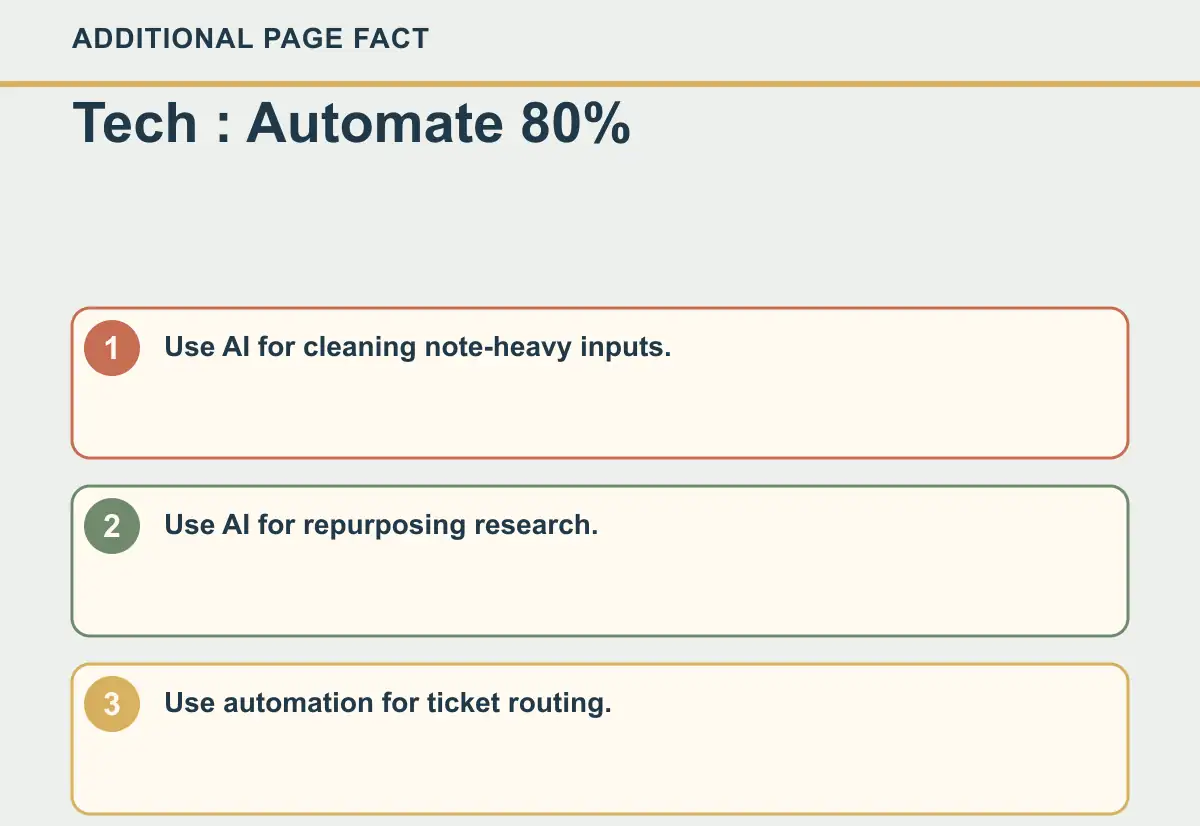 ADDITIONAL PAGE FACT
Tech : Automate 80%
1
Use AI for cleaning note-heavy inputs.
2
Use AI for repurposing research.
3
Use automation for ticket routing.